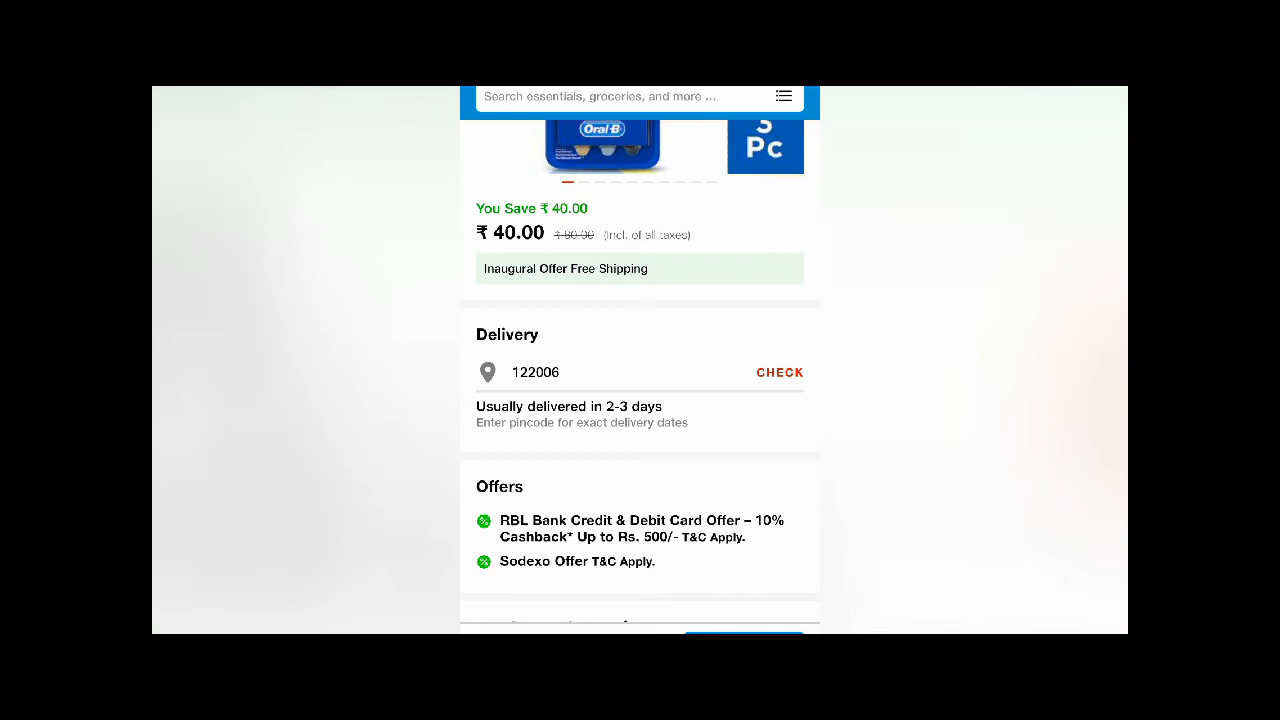 Search essentials, groceries, and more ...
Oral-B
3
Pc
You Save ₹ 40.00
₹ 40.00 ₹ 80.00 (Incl. of all taxes)
Inaugural Offer Free Shipping
Delivery
122006 CHECK
Usually delivered in 2-3 days
Enter pincode for exact delivery dates
Offers
RBL Bank Credit & Debit Card Offer – 10%
Cashback* Up to Rs. 500/- T&C Apply.
Sodexo Offer T&C Apply.